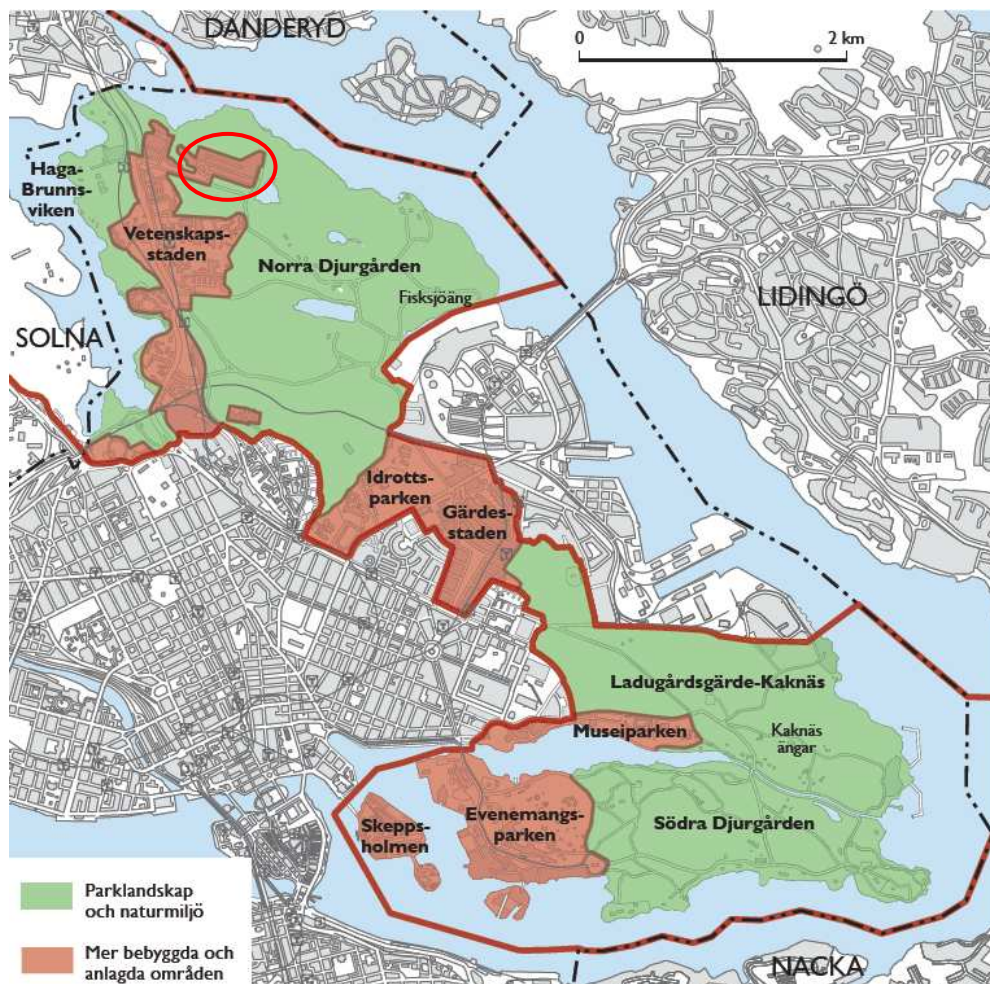 DANDERYD
0 2 km
Haga-
Brunns-
viken
Vetenskaps-
staden
Norra Djurgården
Fisksjöäng
LIDINGÖ
SOLNA
Idrotts-
parken
Gärdes-
staden
Ladugårdsgärde-Kaknäs
Museiparken
Kaknäs
ängar
Skepps-
holmen
Evenemangs-
parken
Södra Djurgården
Parklandskap
och naturmiljö
Mer bebyggda och
anlagda områden
NACKA